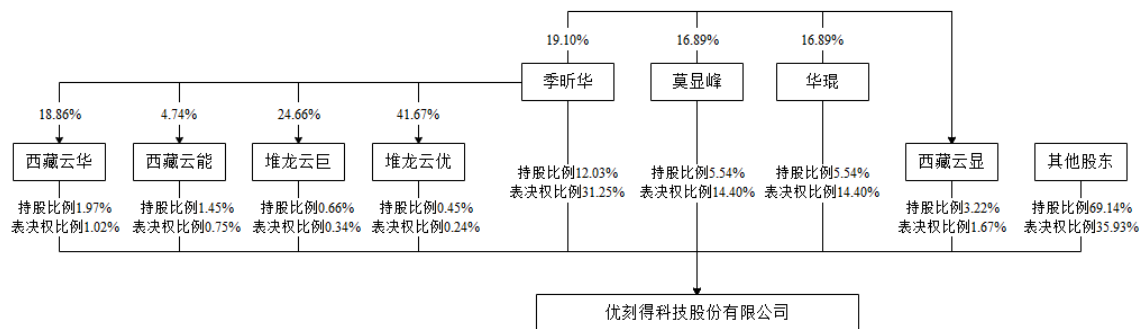 19.10%
16.89%
16.89%
季昕华
莫显峰
华琨
18.86%
4.74%
24.66%
41.67%
西藏云华
西藏云能
堆龙云巨
堆龙云优
西藏云显
其他股东
持股比例12.03%
表决权比例31.25%
持股比例5.54%
表决权比例14.40%
持股比例5.54%
表决权比例14.40%
持股比例1.97%
表决权比例1.02%
持股比例1.45%
表决权比例0.75%
持股比例0.66%
表决权比例0.34%
持股比例0.45%
表决权比例0.24%
持股比例3.22%
表决权比例1.67%
持股比例69.14%
表决权比例35.93%
优刻得科技股份有限公司